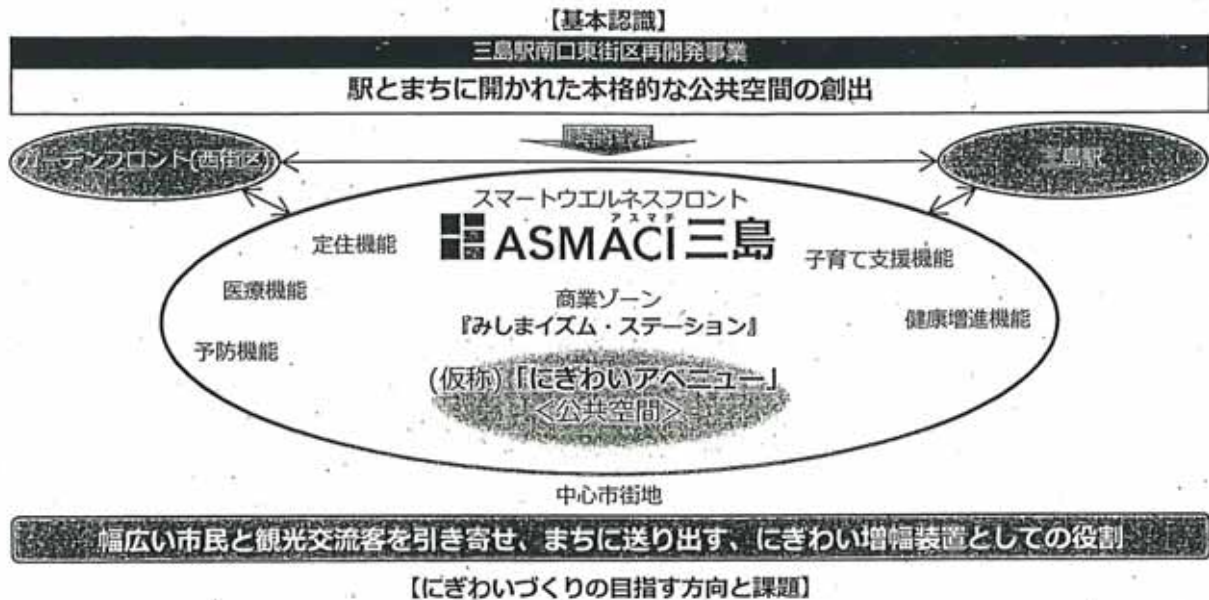 【基本認識】
三島駅南口東街区再開発事業
駅とまちに開かれた本格的な公共空間の創出
ガーデンフロント(西街区)
三島駅
スマートウエルネスフロント
アスマチ
ASMACI三島
定住機能
子育て支援機能
医療機能
商業ゾーン
健康増進機能
『みしまイズム・ステーション』
予防機能
(仮称)「にぎわいアベニュー」
<公共空間>
中心市街地
幅広い市民と観光交流客を引き寄せ、まちに送り出す、にぎわい増幅装置としての役割
【にぎわいづくりの目指す方向と課題】